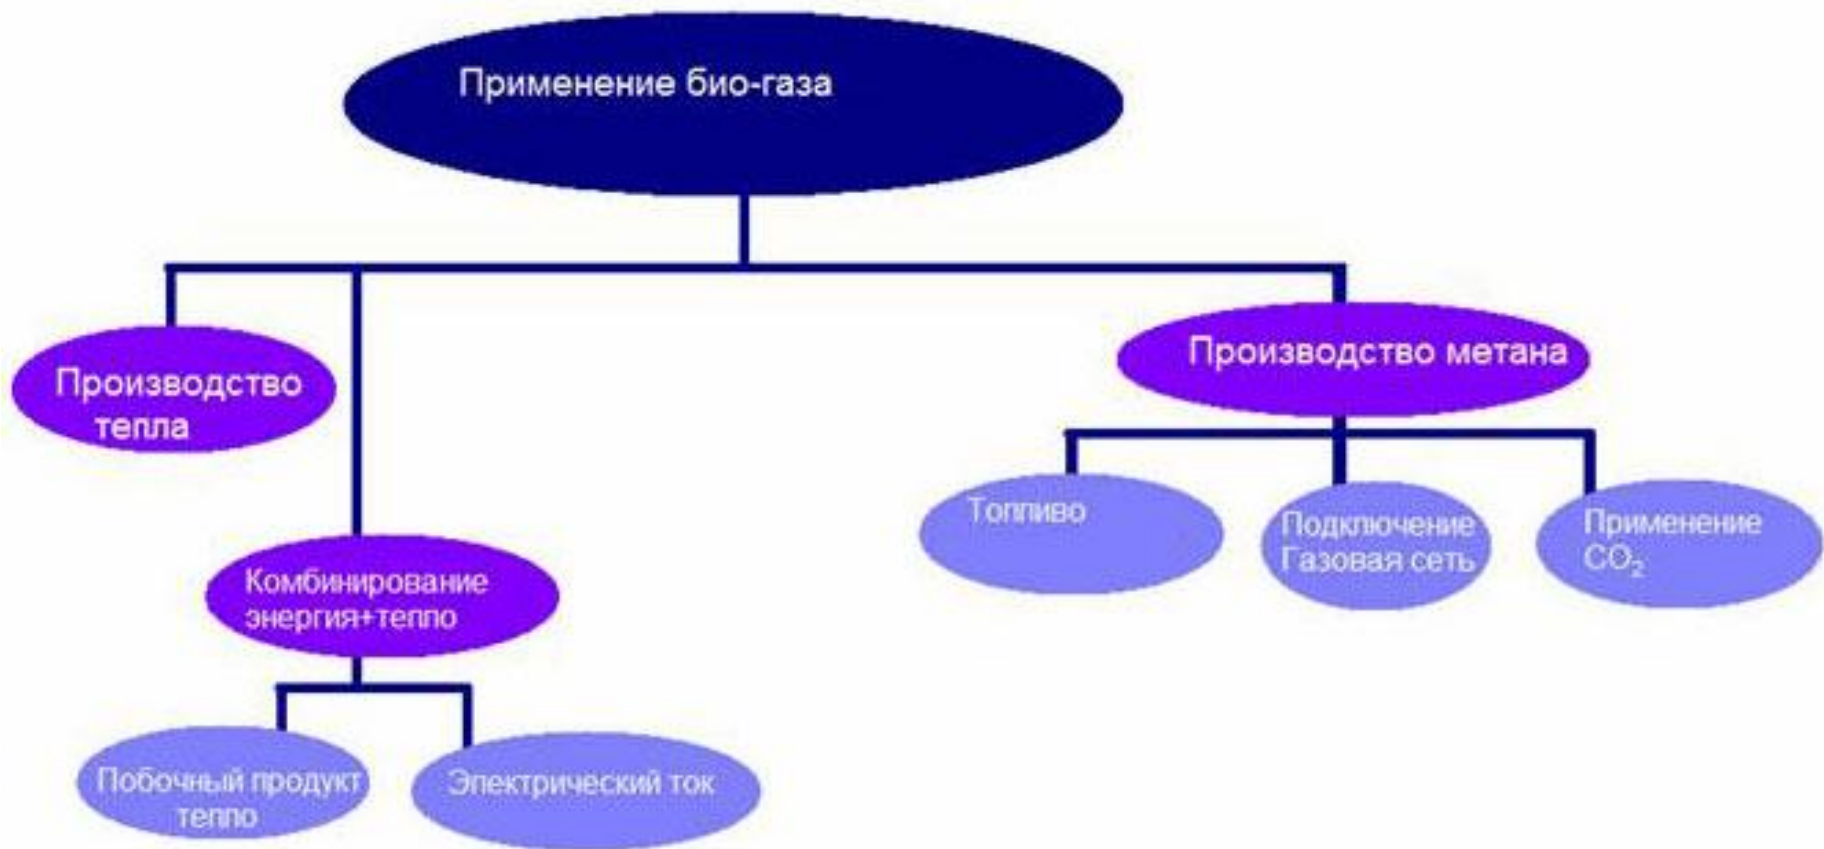 Применение био-газа
Производство
тепла
Производство метана
Комбинирование
энергия+тепло
Топливо
Подключение
Газовая сеть
Применение
CO₂
Побочный продукт
тепло
Электрический ток